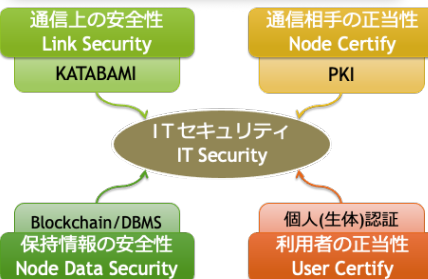 通信上の安全性
Link Security
KATABAMI
通信相手の正当性
Node Certify
PKI
ITセキュリティ
IT Security
Blockchain/DBMS
保持情報の安全性
Node Data Security
個人(生体)認証
利用者の正当性
User Certify